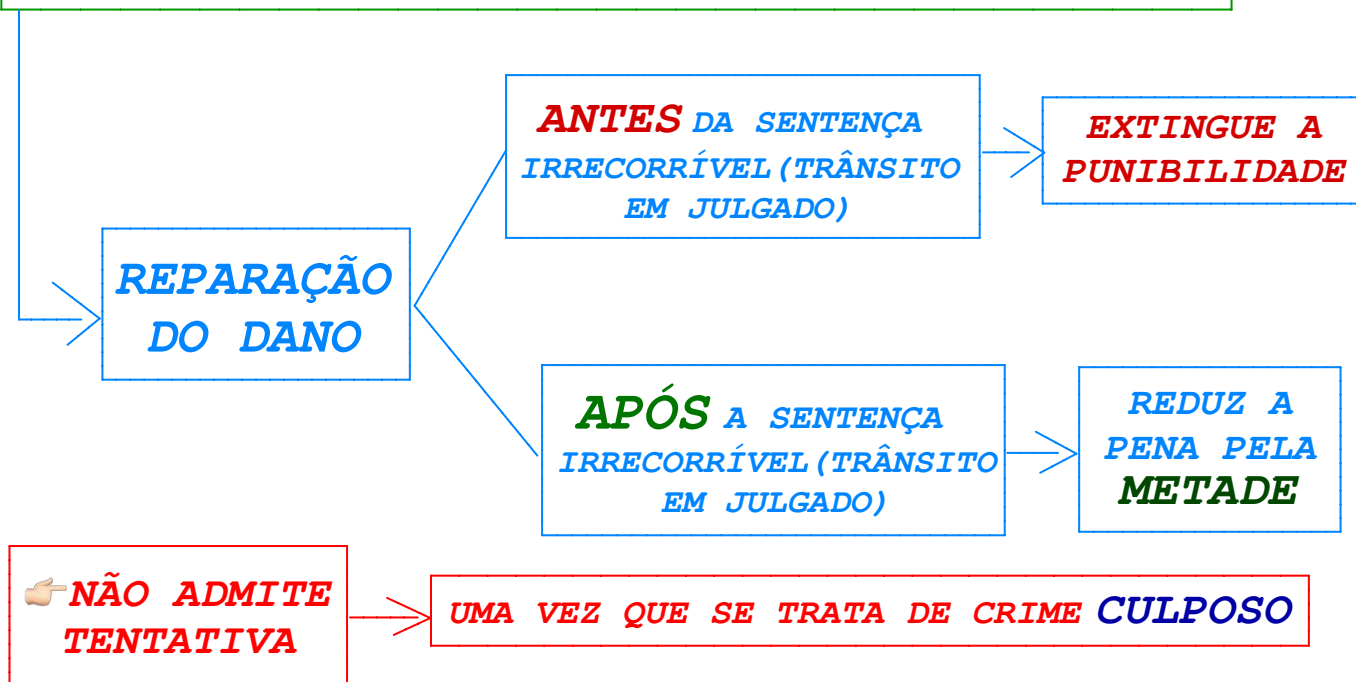 ANTES DA SENTENÇA
IRRECORRÍVEL(TRÂNSITO
EM JULGADO)
EXTINGUE A
PUNIBILIDADE
REPARAÇÃO
DO DANO
APÓS A SENTENÇA
IRRECORRÍVEL(TRÂNSITO
EM JULGADO)
REDUZ A
PENA PELA
METADE
👉NÃO ADMITE
TENTATIVA
UMA VEZ QUE SE TRATA DE CRIME CULPOSO